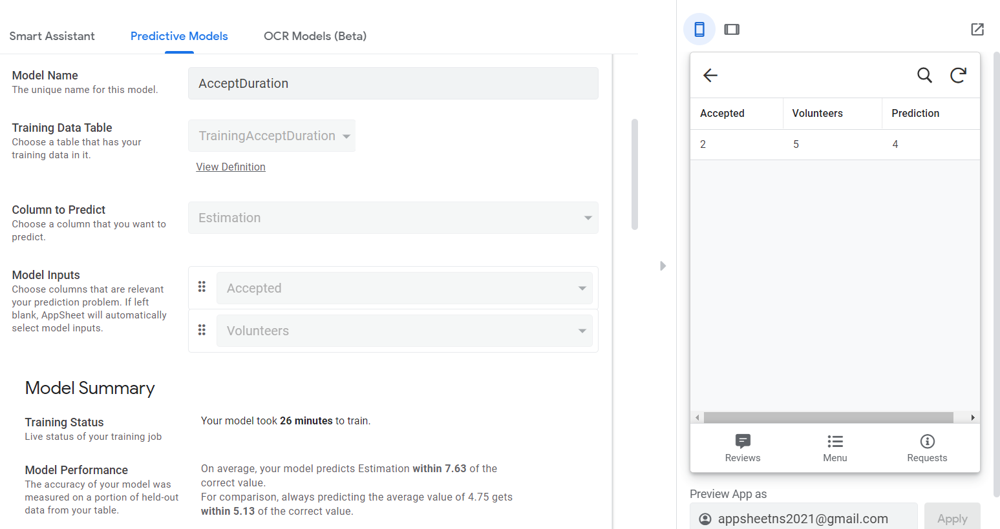 Smart Assistant
Predictive Models
OCR Models (Beta)
Model Name
The unique name for this model.
AcceptDuration
Training Data Table
Choose a table that has your
training data in it.
TrainingAcceptDuration
View Definition
Column to Predict
Choose a column that you want to
predict.
Estimation
Model Inputs
Choose columns that are relevant
your prediction problem. If left
blank, AppSheet will automatically
select model inputs.
Accepted
Volunteers
Model Summary
Training Status
Live status of your training job
Your model took 26 minutes to train.
Model Performance
The accuracy of your model was
measured on a portion of held-out
data from your table.
On average, your model predicts Estimation within 7.63 of the
correct value.
For comparison, always predicting the average value of 4.75 gets
within 5.13 of the correct value.
Accepted Volunteers Prediction
2 5 4
Reviews
Menu
Requests
Preview App as
appsheetns2021@gmail.com
Apply